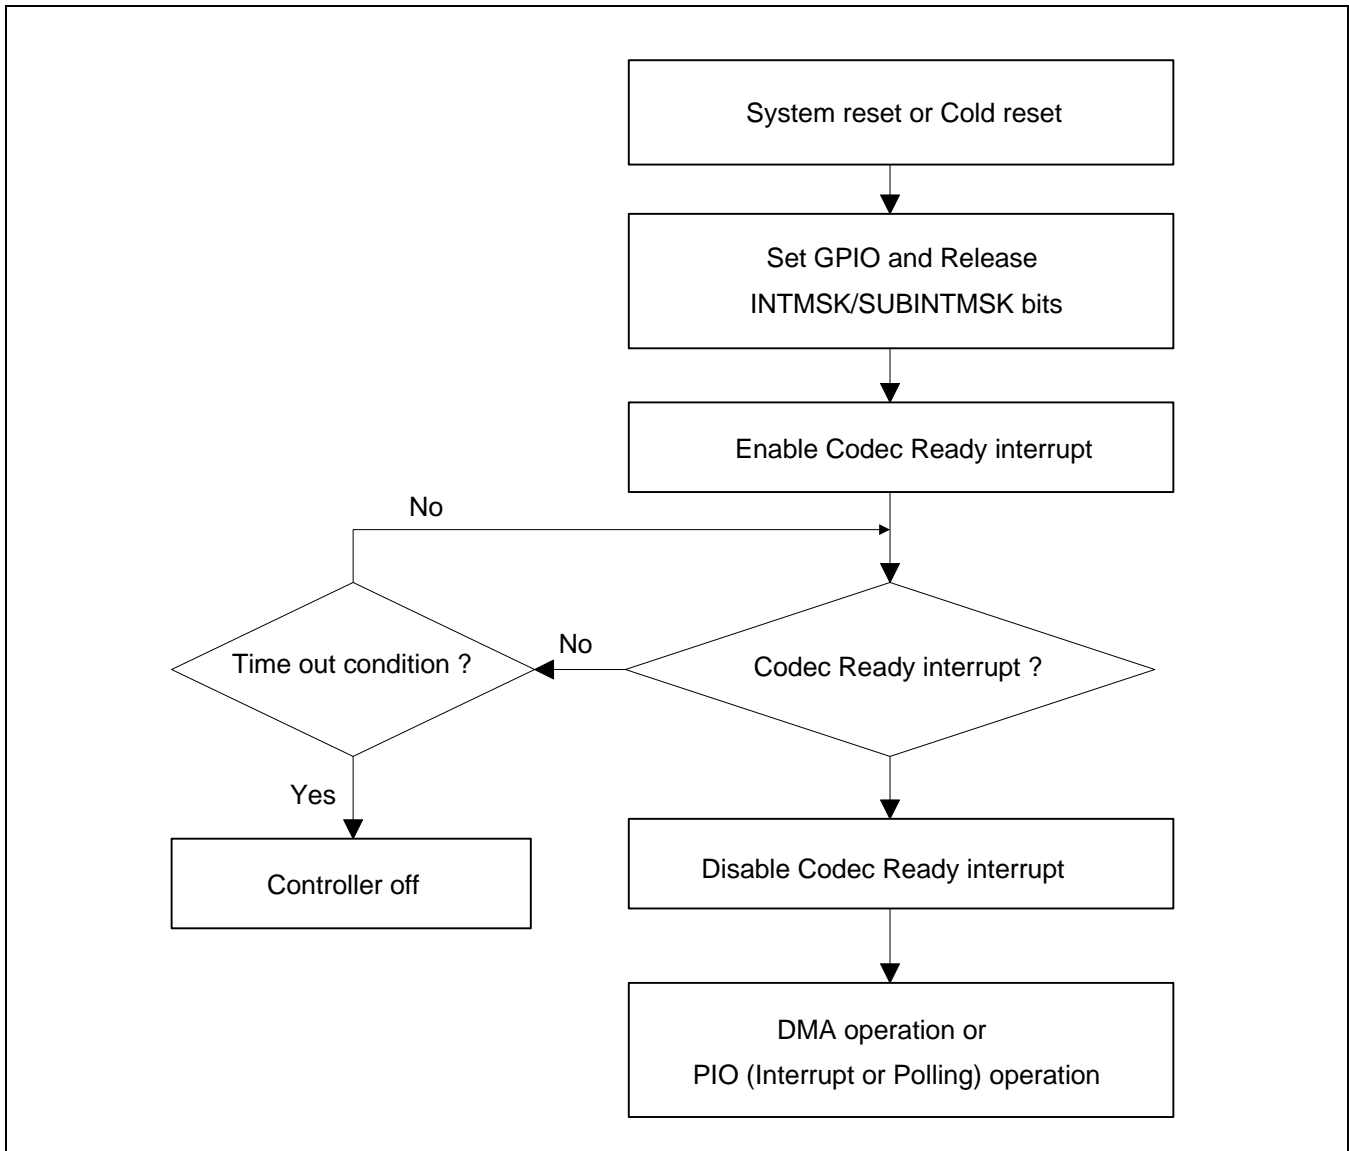 System reset or Cold reset
Set GPIO and Release
INTMSK/SUBINTMSK bits
Enable Codec Ready interrupt
No
Time out condition ?
No
Codec Ready interrupt ?
Yes
Controller off
Disable Codec Ready interrupt
DMA operation or
PIO (Interrupt or Polling) operation